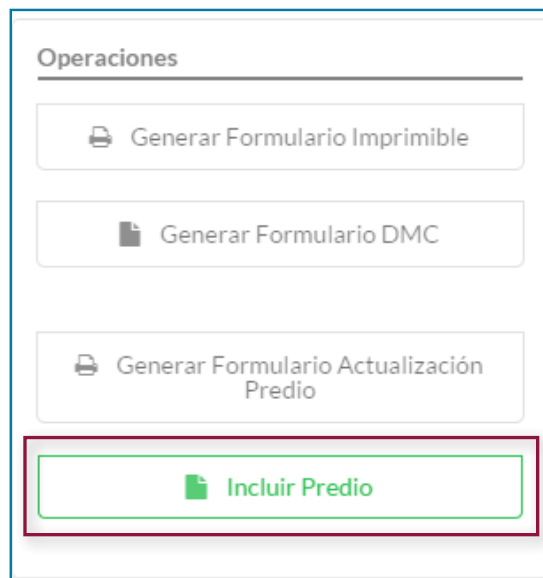 Operaciones
Generar Formulario Imprimible
Generar Formulario DMC
Generar Formulario Actualización
Predio
Incluir Predio